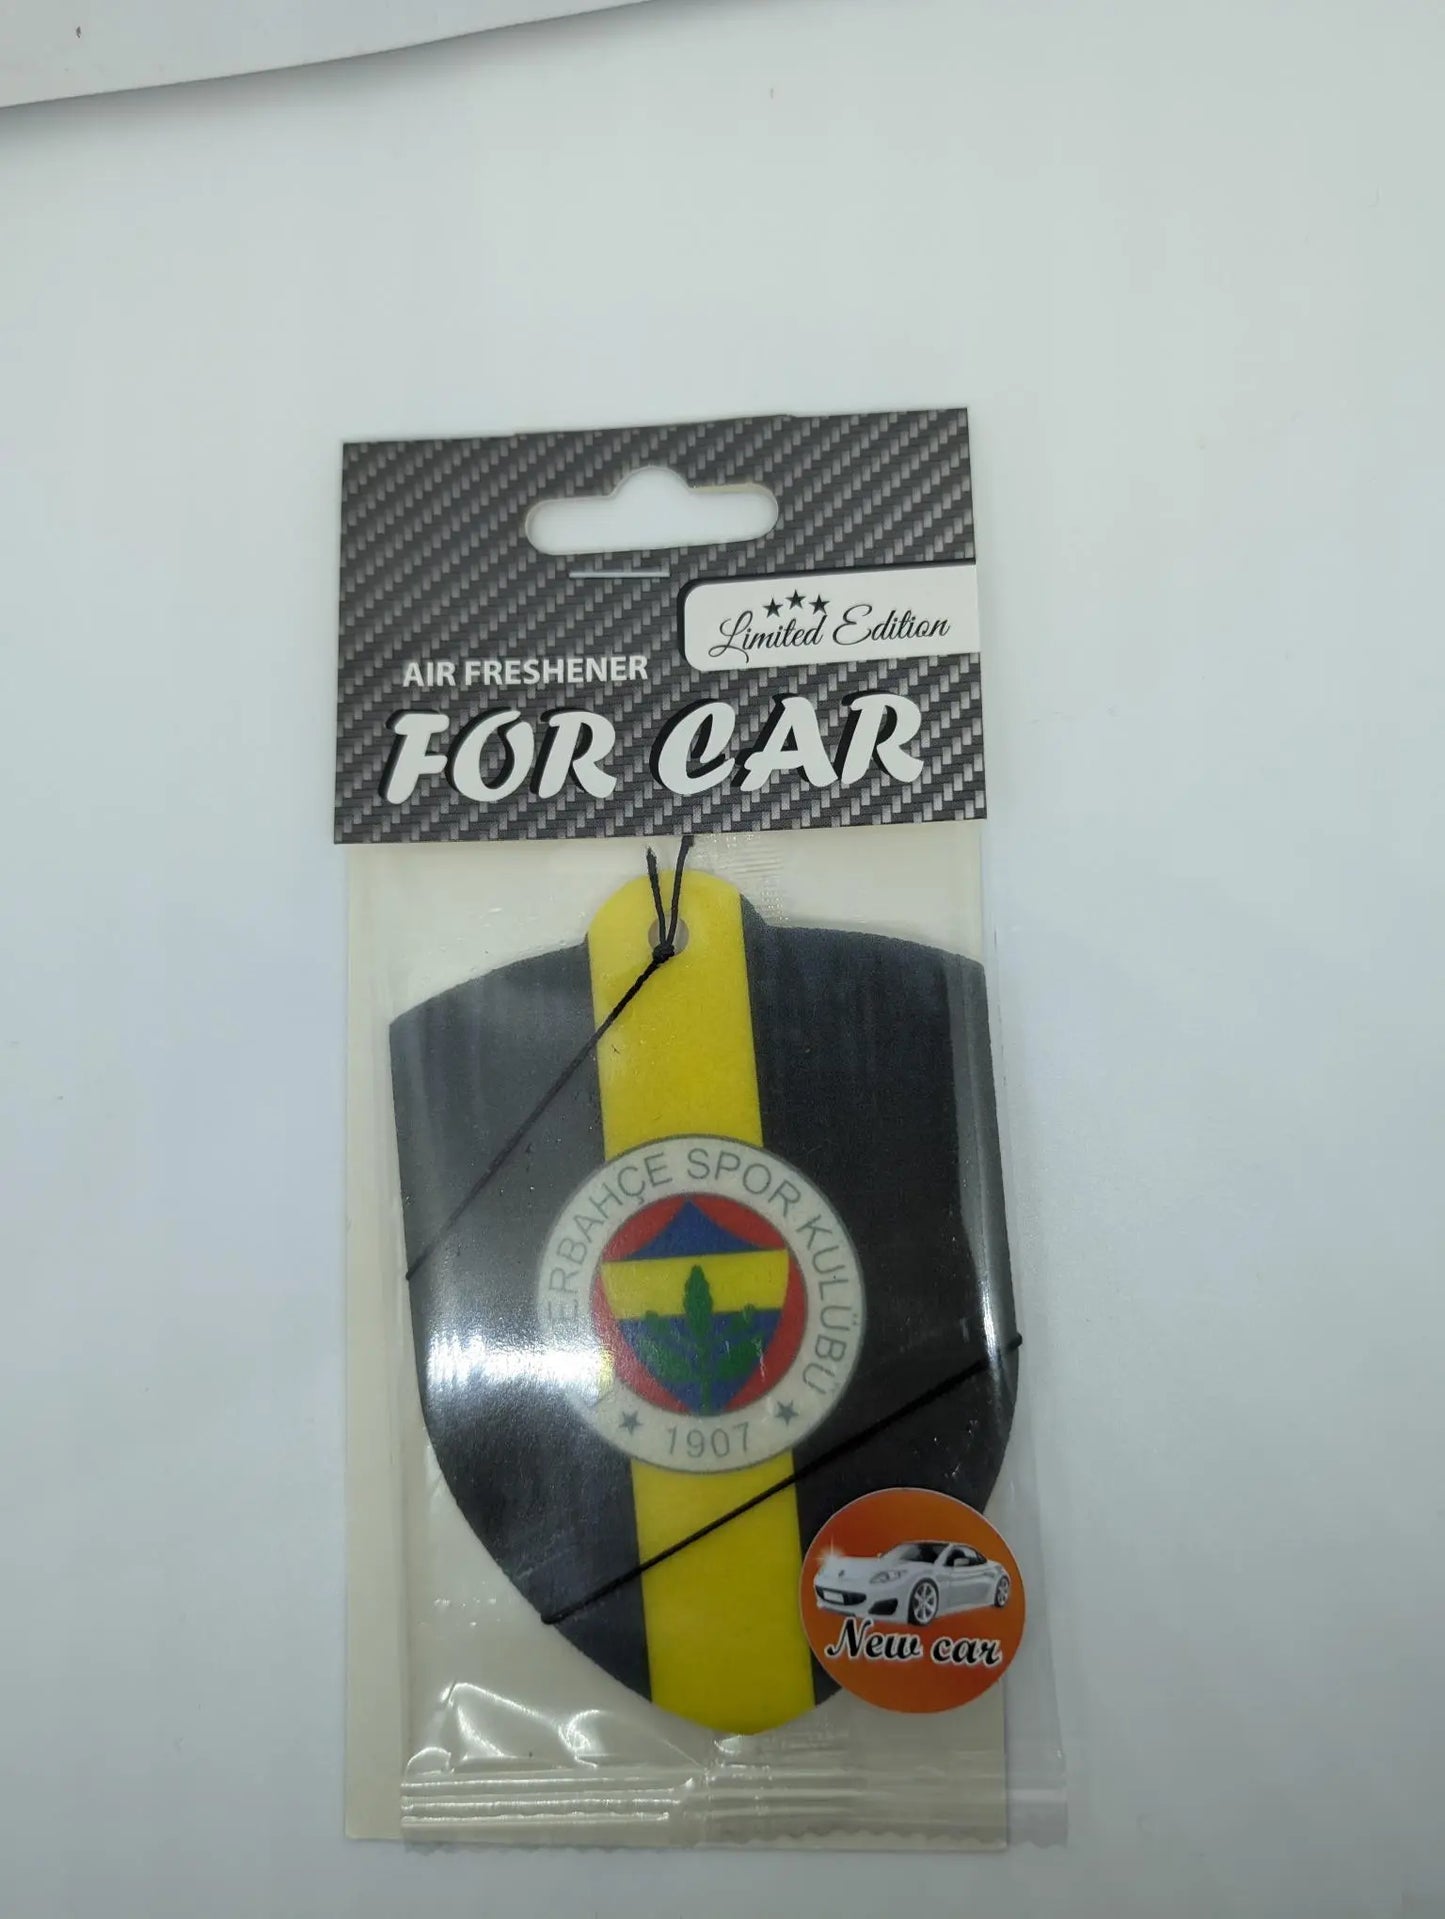 Limited Edition
AIR FRESHENER
FOR CAR
ERBAHÇE SPOR KULÜBÜ
1907
New car